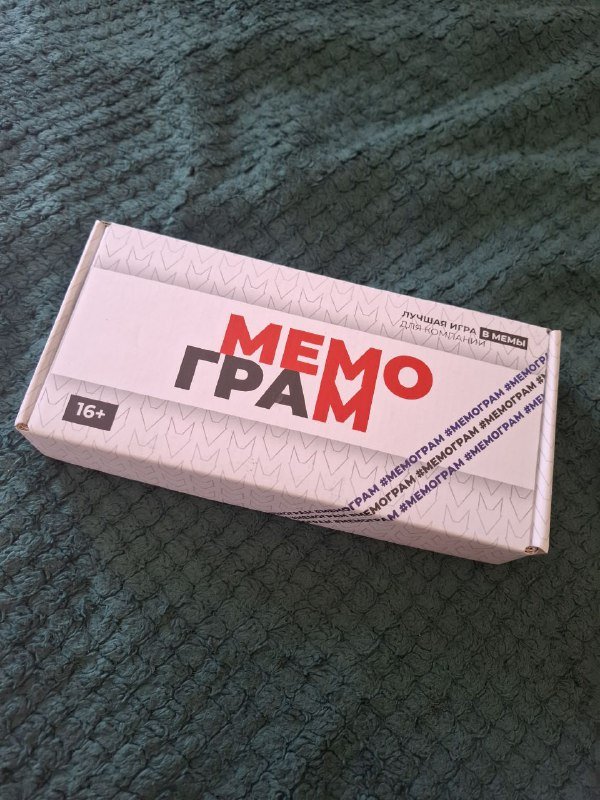 ЛУЧШАЯ ИГРА В МЕМЫ
ДЛЯ КОМПАНИИ
МЕМО
ГРАМ
16+
#МЕМОГРАМ #МЕМОГРАМ #МЕМОГРАМ
#МЕМОГРАМ #МЕМОГРАМ #МЕМОГРАМ
#МЕМОГРАМ #МЕМОГРАМ